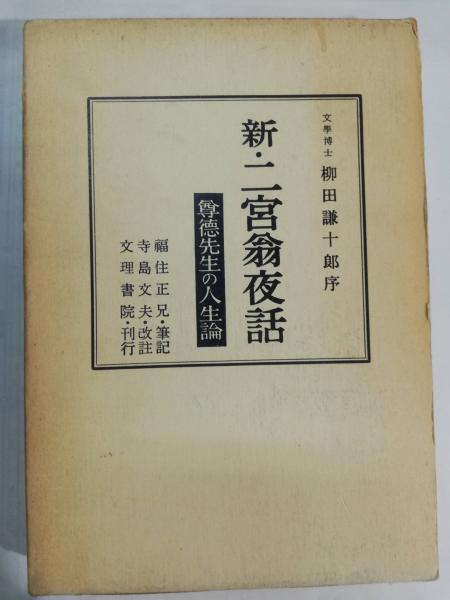 文學博士 柳田謙十郎序
新・二宮翁夜話
尊德先生の人生論
福住正兄・筆記
寺島文夫・改註
文理書院・刊行